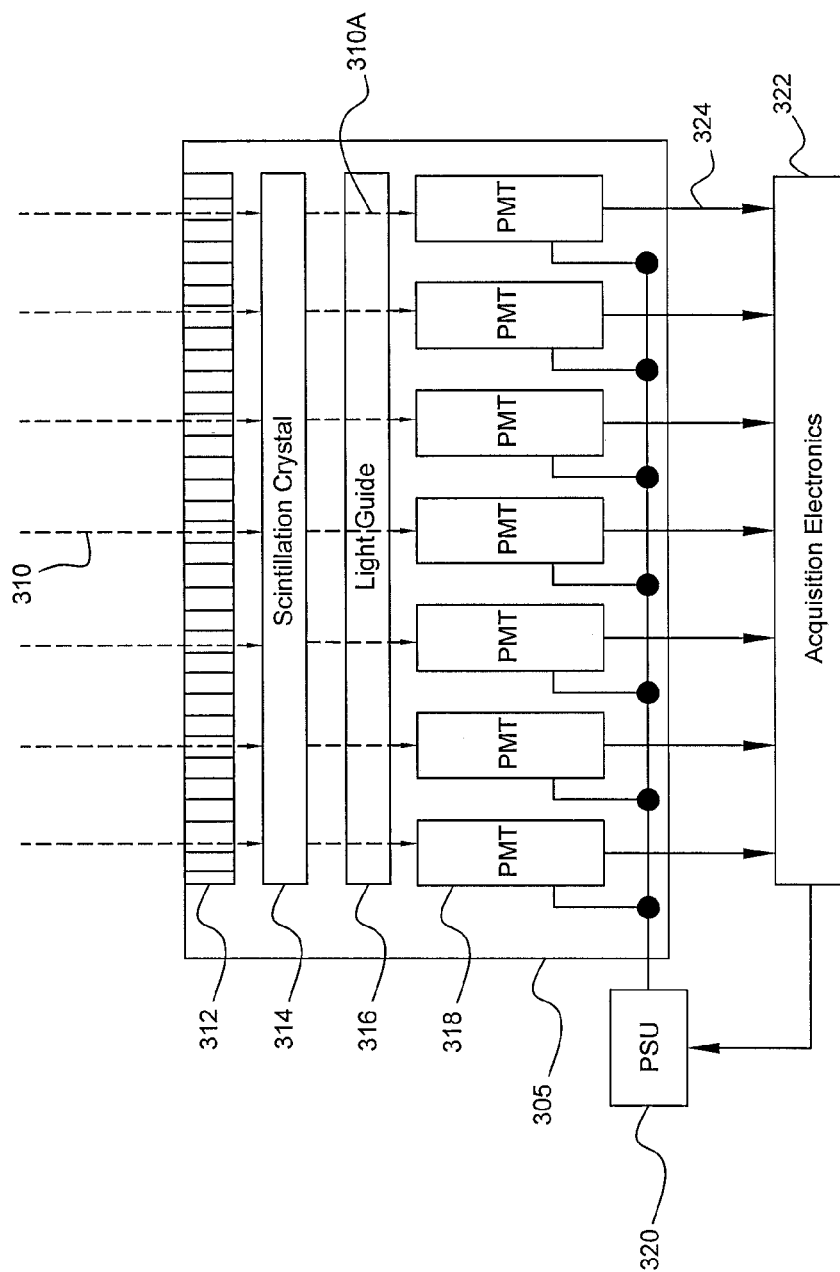 310
310A
312
314
Scintillation Crystal
316
Light Guide
318
PMT
PMT
PMT
PMT
PMT
PMT
PMT
305
324
PSU
320
322
Acquisition Electronics